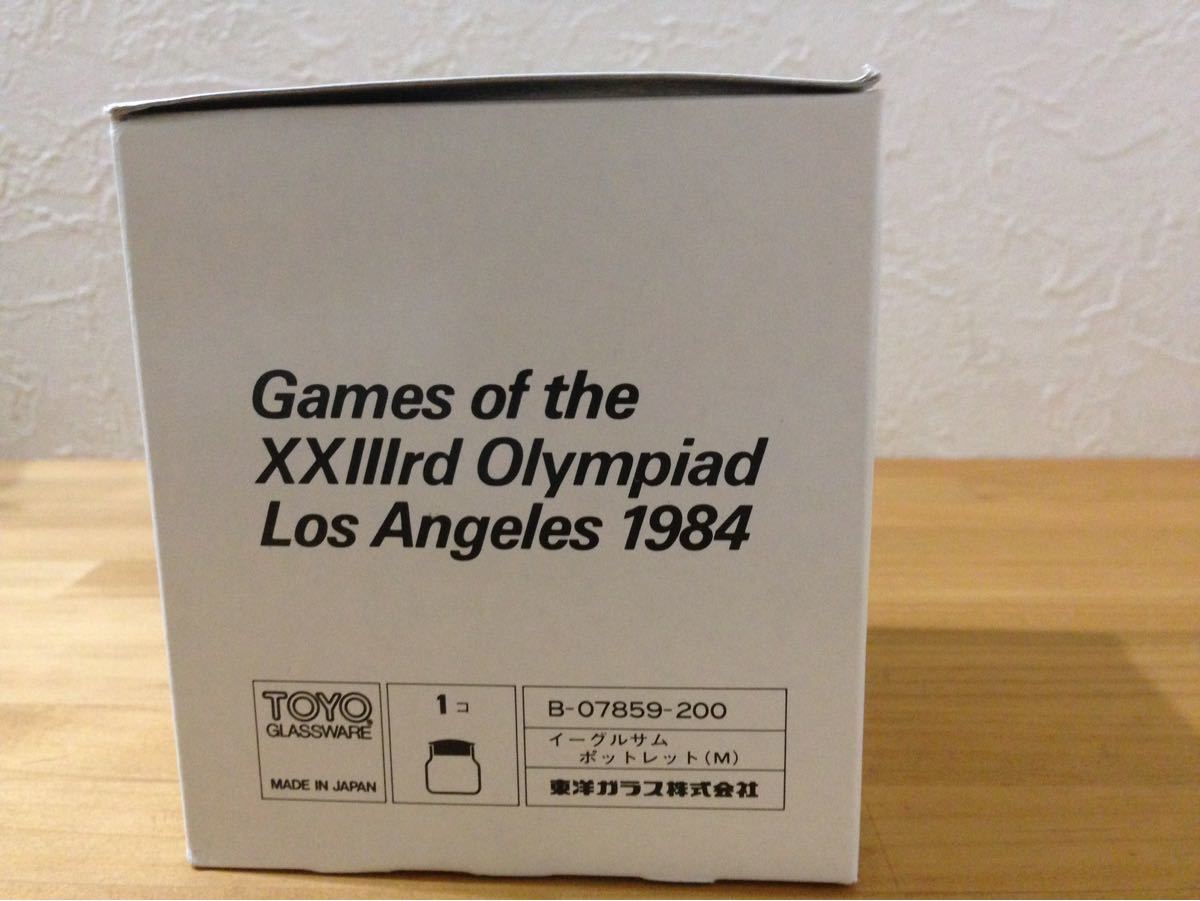 Games of the
XXIIIrd Olympiad
Los Angeles 1984
TOYO
GLASSWARE
MADE IN JAPAN
1コ
B-07859-200
イーグルサム
ポットレット(M)
東洋ガラス株式会社